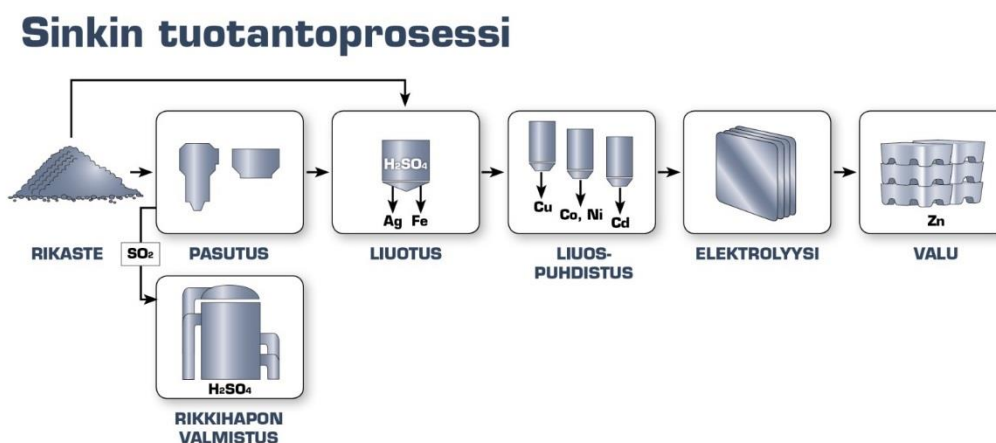 Sinkin tuotantoprosessi
H₂SO₄
Ag Fe
Cu
Co, Ni
Cd
Zn
RIKASTE
SO₂
PASUTUS
LIUOTUS
LIUOS-
PUHDISTUS
ELEKTROLYYSI
VALU
H₂SO₄
RIKKIHAPON
VALMISTUS